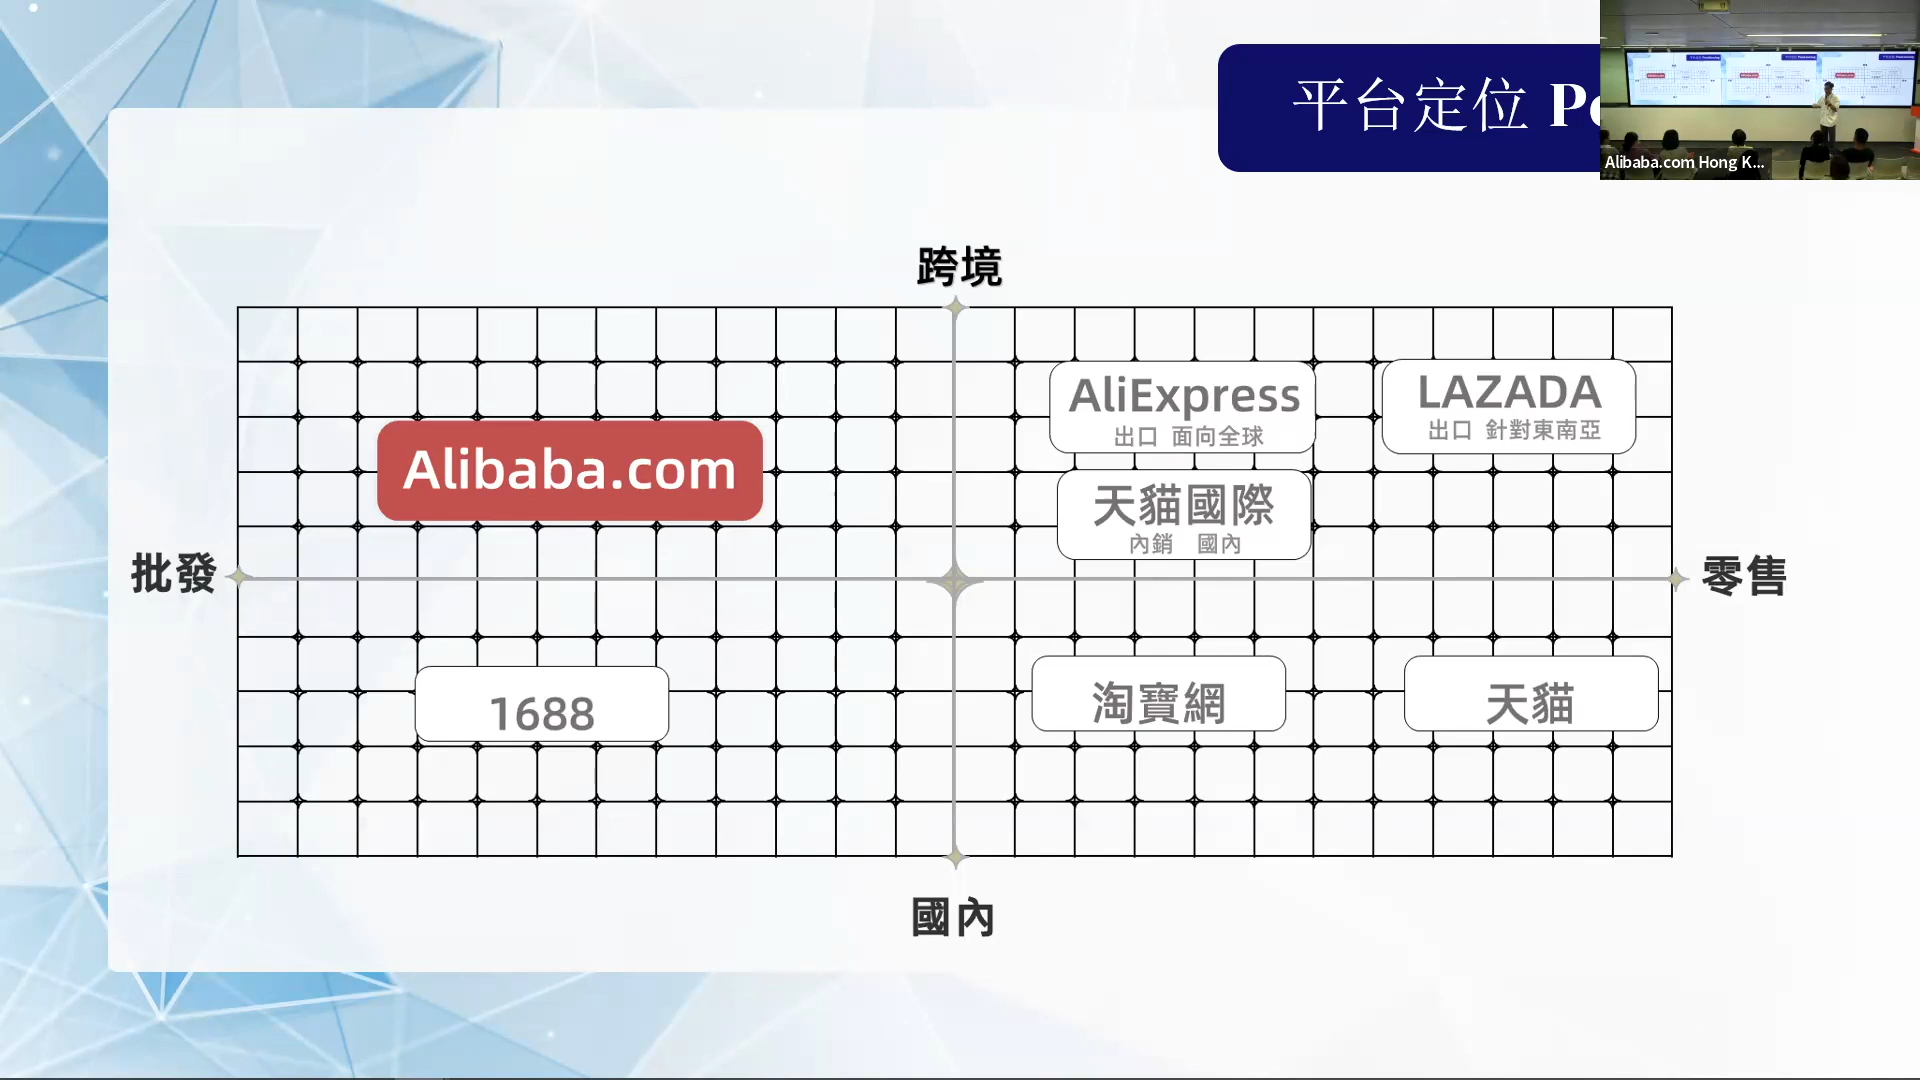 平台定位
Alibaba.com Hong K...
跨境
AliExpress
出口 面向全球
LAZADA
出口 針對東南亞
Alibaba.com
天貓國際
內銷 國內
批發
零售
1688
淘寶網
天貓
國內